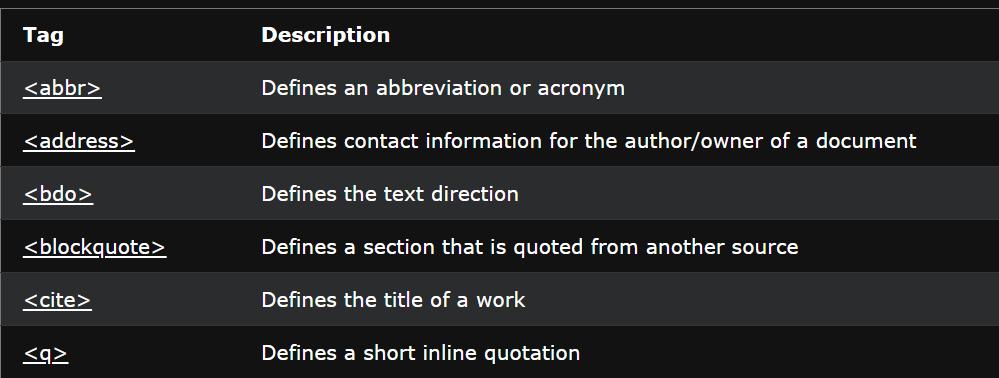 Tag Description
<abbr> Defines an abbreviation or acronym
<address> Defines contact information for the author/owner of a document
<bdo> Defines the text direction
<blockquote> Defines a section that is quoted from another source
<cite> Defines the title of a work
<q> Defines a short inline quotation